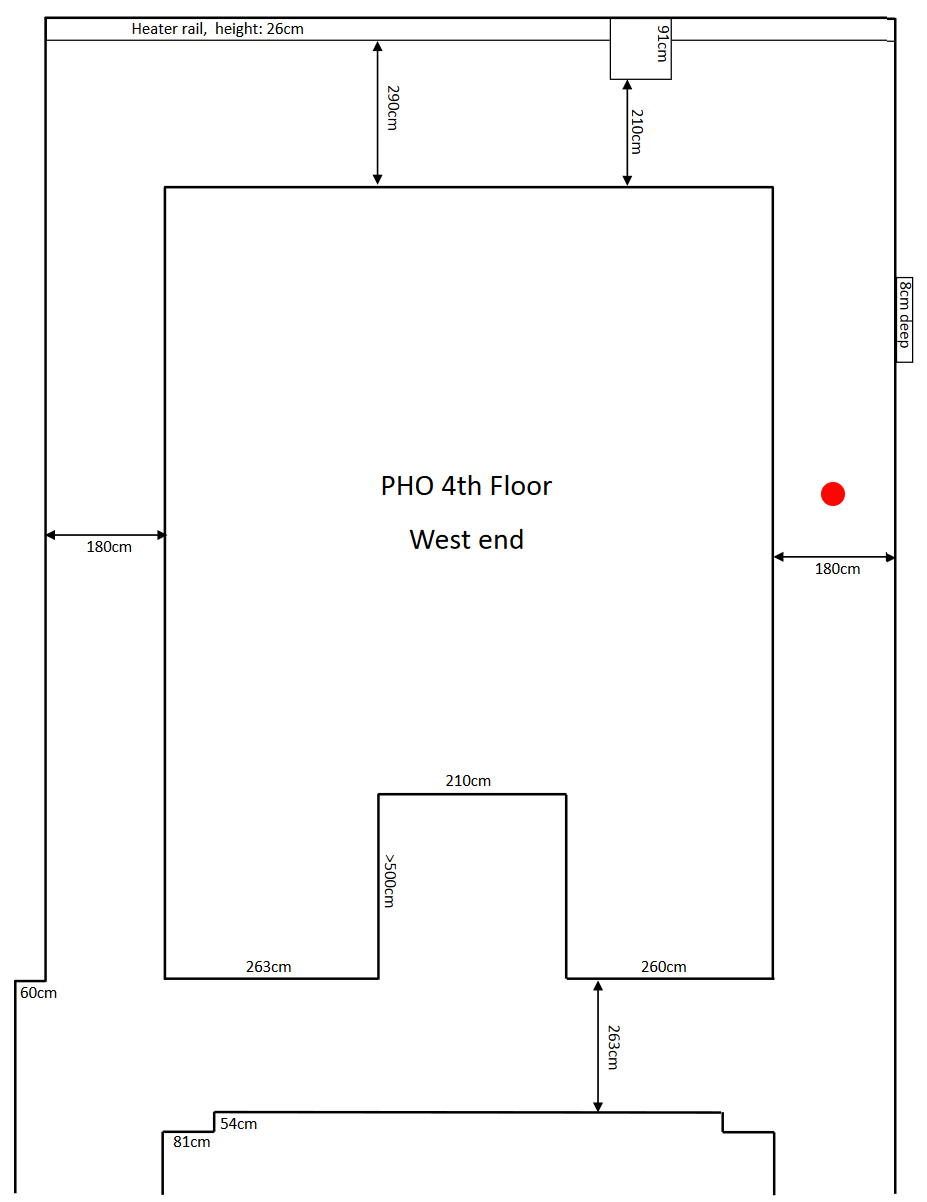 Heater rail,  height: 26cm
91cm
290cm
210cm
8cm deep
PHO 4th Floor
West end
180cm
180cm
210cm
>500cm
263cm
260cm
60cm
263cm
54cm
81cm